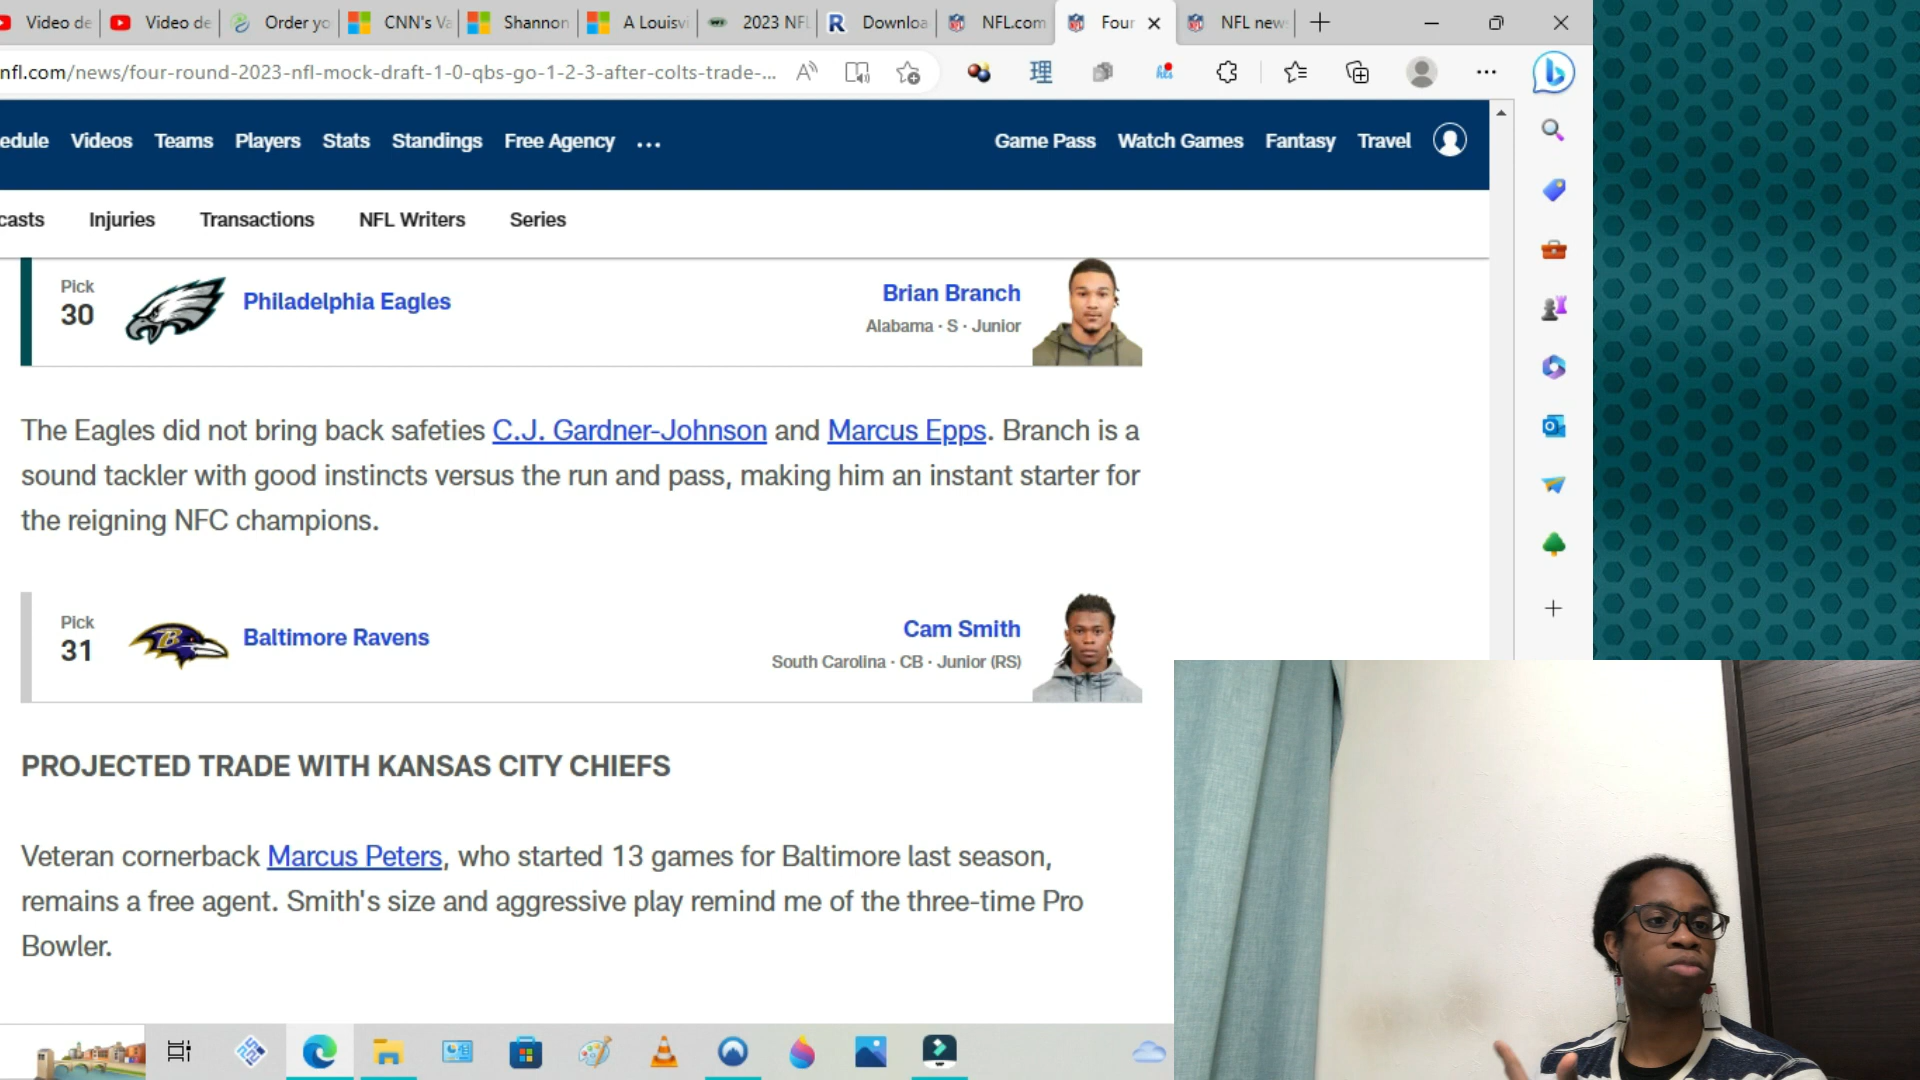 Video de
Video de
Order yo
CNN's Va
Shannon
A Louisvi
2023 NFL
Downloa
NFL.com
Four
NFL new
nfl.com/news/four-round-2023-nfl-mock-draft-1-0-qbs-go-1-2-3-after-colts-trade-...
理
hls
edule Videos Teams Players Stats Standings Free Agency ...
Game Pass Watch Games Fantasy Travel
casts Injuries Transactions NFL Writers Series
Pick
30
Philadelphia Eagles
Brian Branch
Alabama · S · Junior
The Eagles did not bring back safeties C.J. Gardner-Johnson and Marcus Epps. Branch is a
sound tackler with good instincts versus the run and pass, making him an instant starter for
the reigning NFC champions.
Pick
31
Baltimore Ravens
Cam Smith
South Carolina · CB · Junior (RS)
PROJECTED TRADE WITH KANSAS CITY CHIEFS
Veteran cornerback Marcus Peters, who started 13 games for Baltimore last season,
remains a free agent. Smith's size and aggressive play remind me of the three-time Pro
Bowler.